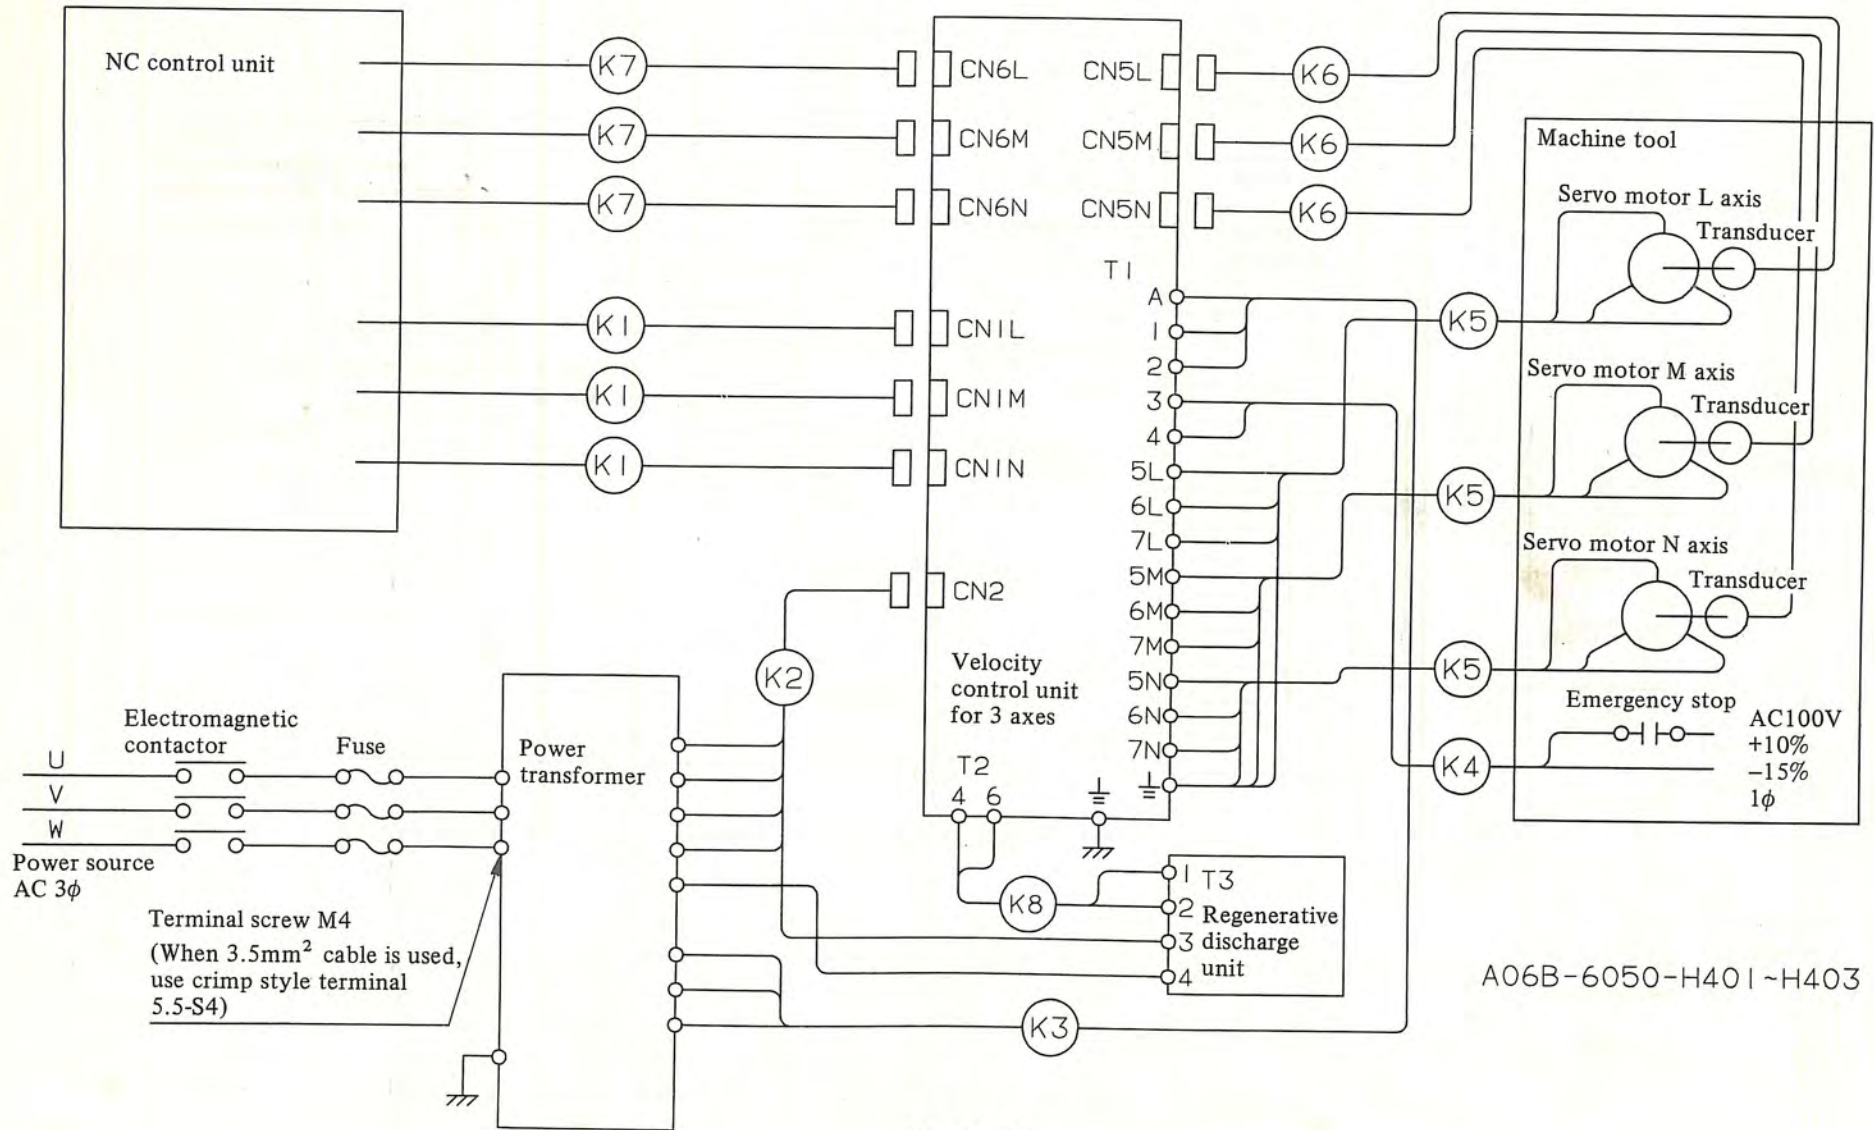 NC control unit
K7
K7
K7
K1
K1
K1
CN6L
CN6M
CN6N
CN1L
CN1M
CN1N
CN2
CN5L
CN5M
CN5N
K6
K6
K6
T1
A
1
2
3
4
5L
6L
7L
5M
6M
7M
5N
6N
7N
Velocity
control unit
for 3 axes
T2
4 6
Machine tool
Servo motor L axis
Transducer
K5
Servo motor M axis
Transducer
K5
Servo motor N axis
Transducer
K5
Emergency stop
AC100V
+10%
−15%
1ϕ
K4
K2
Electromagnetic
contactor
Fuse
Power
transformer
U
V
W
Power source
AC 3ϕ
Terminal screw M4
(When 3.5mm² cable is used,
use crimp style terminal
5.5-S4)
K8
1 T3
2 Regenerative
3 discharge
4 unit
K3
A06B-6050-H401~H403